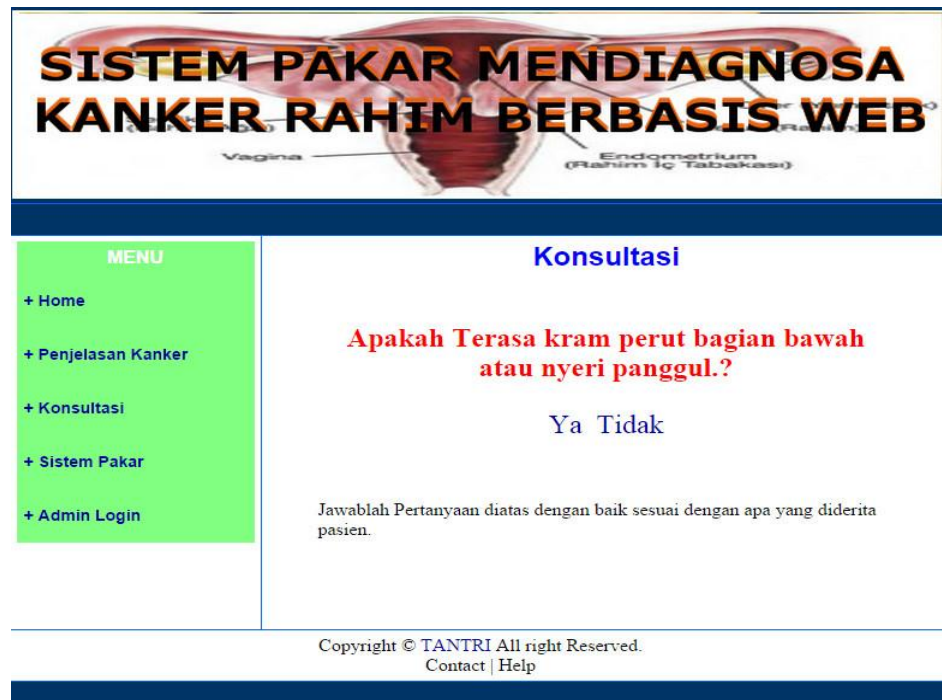 SISTEM PAKAR MENDIAGNOSA
KANKER RAHIM BERBASIS WEB
Vagina
Endometrium
(Rahim İç Tabakası)
MENU
+ Home
+ Penjelasan Kanker
+ Konsultasi
+ Sistem Pakar
+ Admin Login
Konsultasi
Apakah Terasa kram perut bagian bawah
atau nyeri panggul.?
Ya Tidak
Jawablah Pertanyaan diatas dengan baik sesuai dengan apa yang diderita
pasien.
Copyright © TANTRI All right Reserved.
Contact | Help